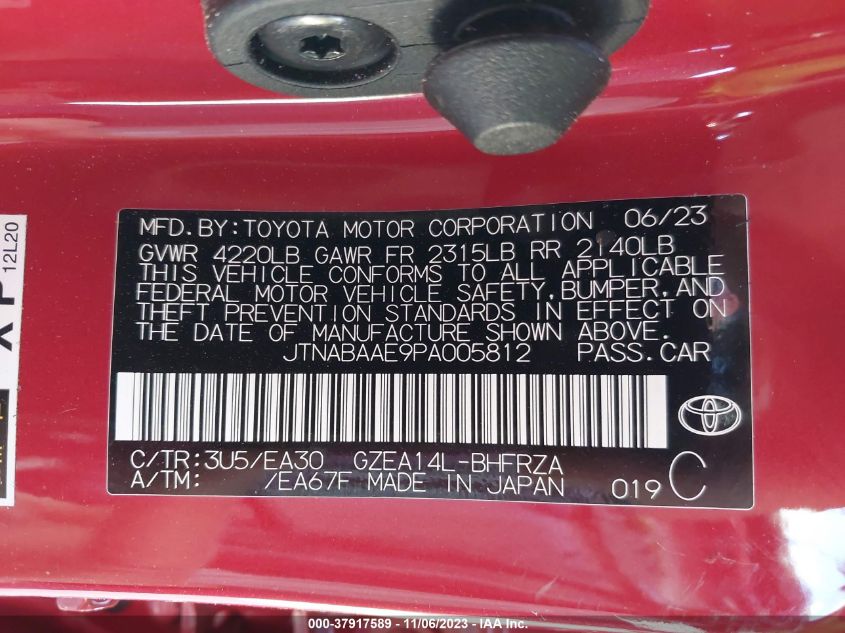 MFD.BY:TOYOTA MOTOR CORPORATION 06/23
GVWR 4220LB GAWR FR 2315LB RR 2140LB
THIS VEHICLE CONFORMS TO ALL APPLICABLE
FEDERAL MOTOR VEHICLE SAFETY,BUMPER,AND
THEFT PREVENTION STANDARDS IN EFFECT ON
THE DATE OF MANUFACTURE SHOWN ABOVE.
JTNABAAE9PA005812 PASS.CAR
C/TR:3U5/EA30 GZEA14L-BHFRZA
A/TM: /EA67F MADE IN JAPAN 019 C
12L20
000-37917589 - 11/06/2023 - IAAI.COM